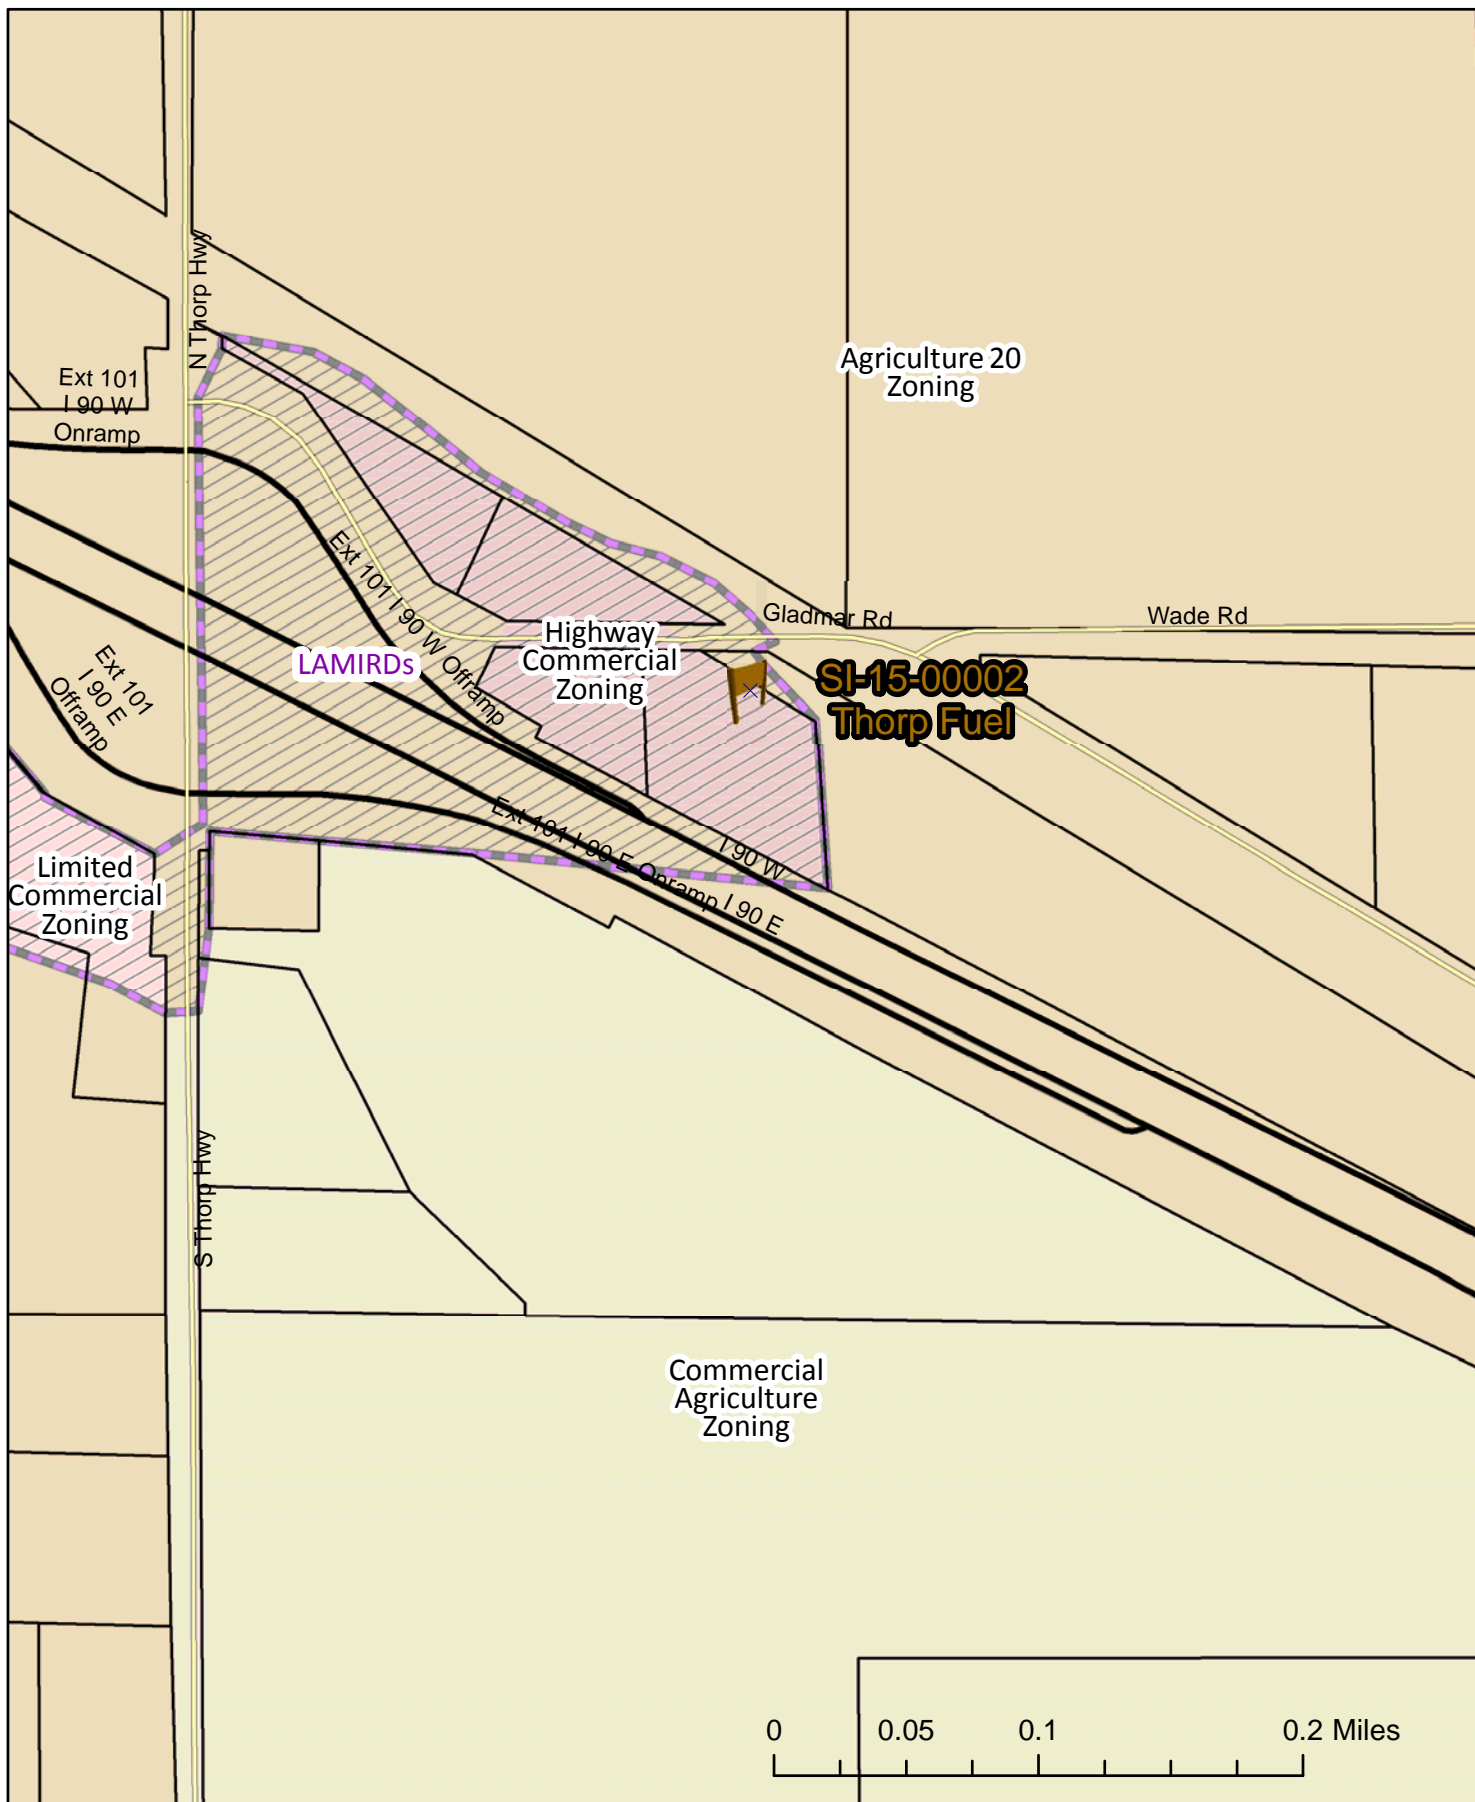 N Thorp Hwy
Agriculture 20
Zoning
Ext 101
I 90 W
Onramp
Ext 101 I 90 W Offramp
Gladmar Rd
Wade Rd
Highway
Commercial
Zoning
LAMIRDs
Ext 101
I 90 E
Offramp
SI-15-00002
Thorp Fuel
Ext 101 I 90 E Onramp
I 90 W
I 90 E
Limited
Commercial
Zoning
S Thorp Hwy
Commercial
Agriculture
Zoning
0 0.05 0.1 0.2 Miles